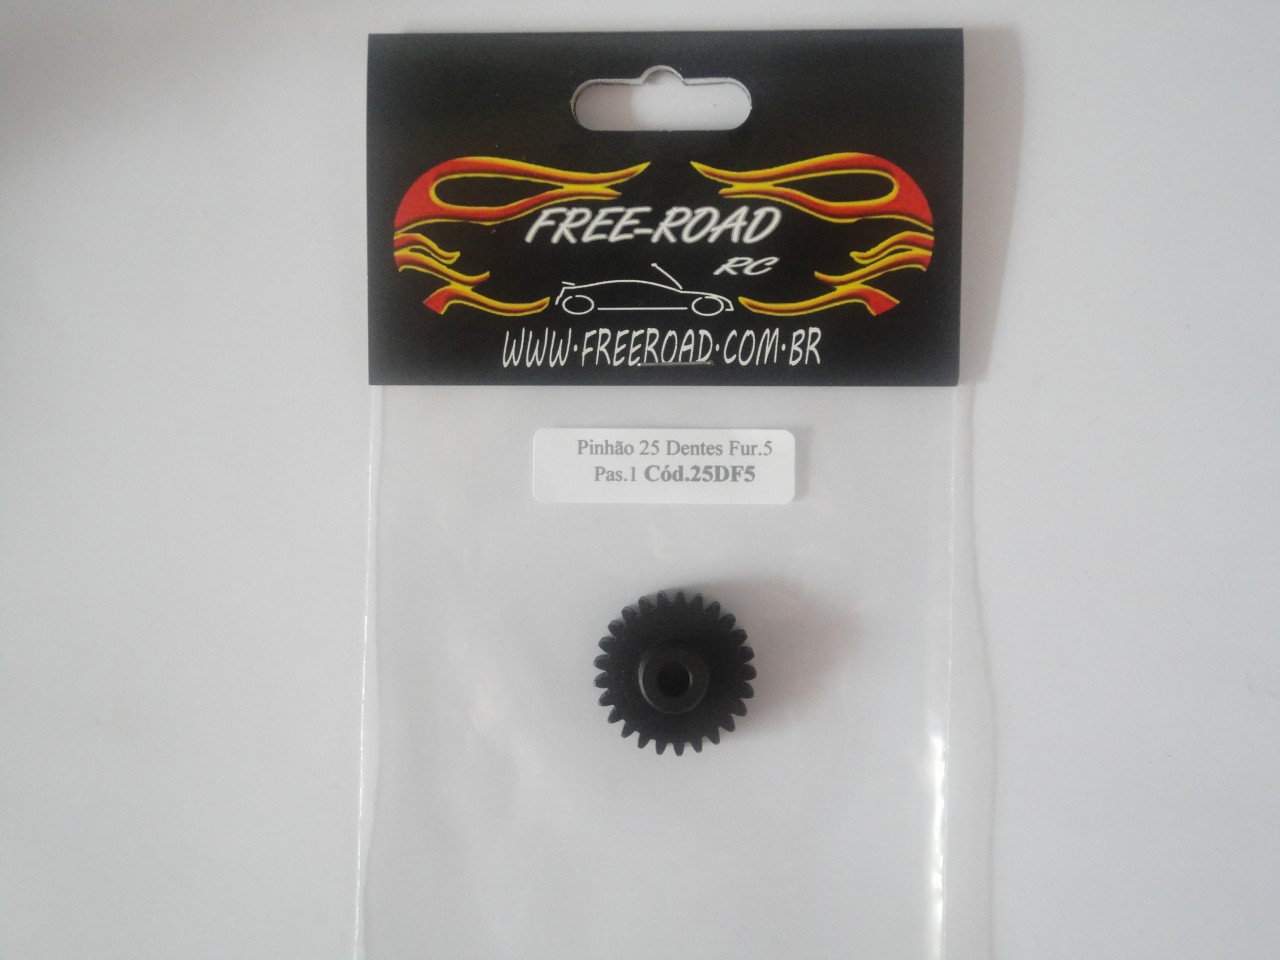 FREE-ROAD
RC
WWW.FREEROAD.COM.BR
Pinhão 25 Dentes Fur.5
Pas.1 Cód.25DF5